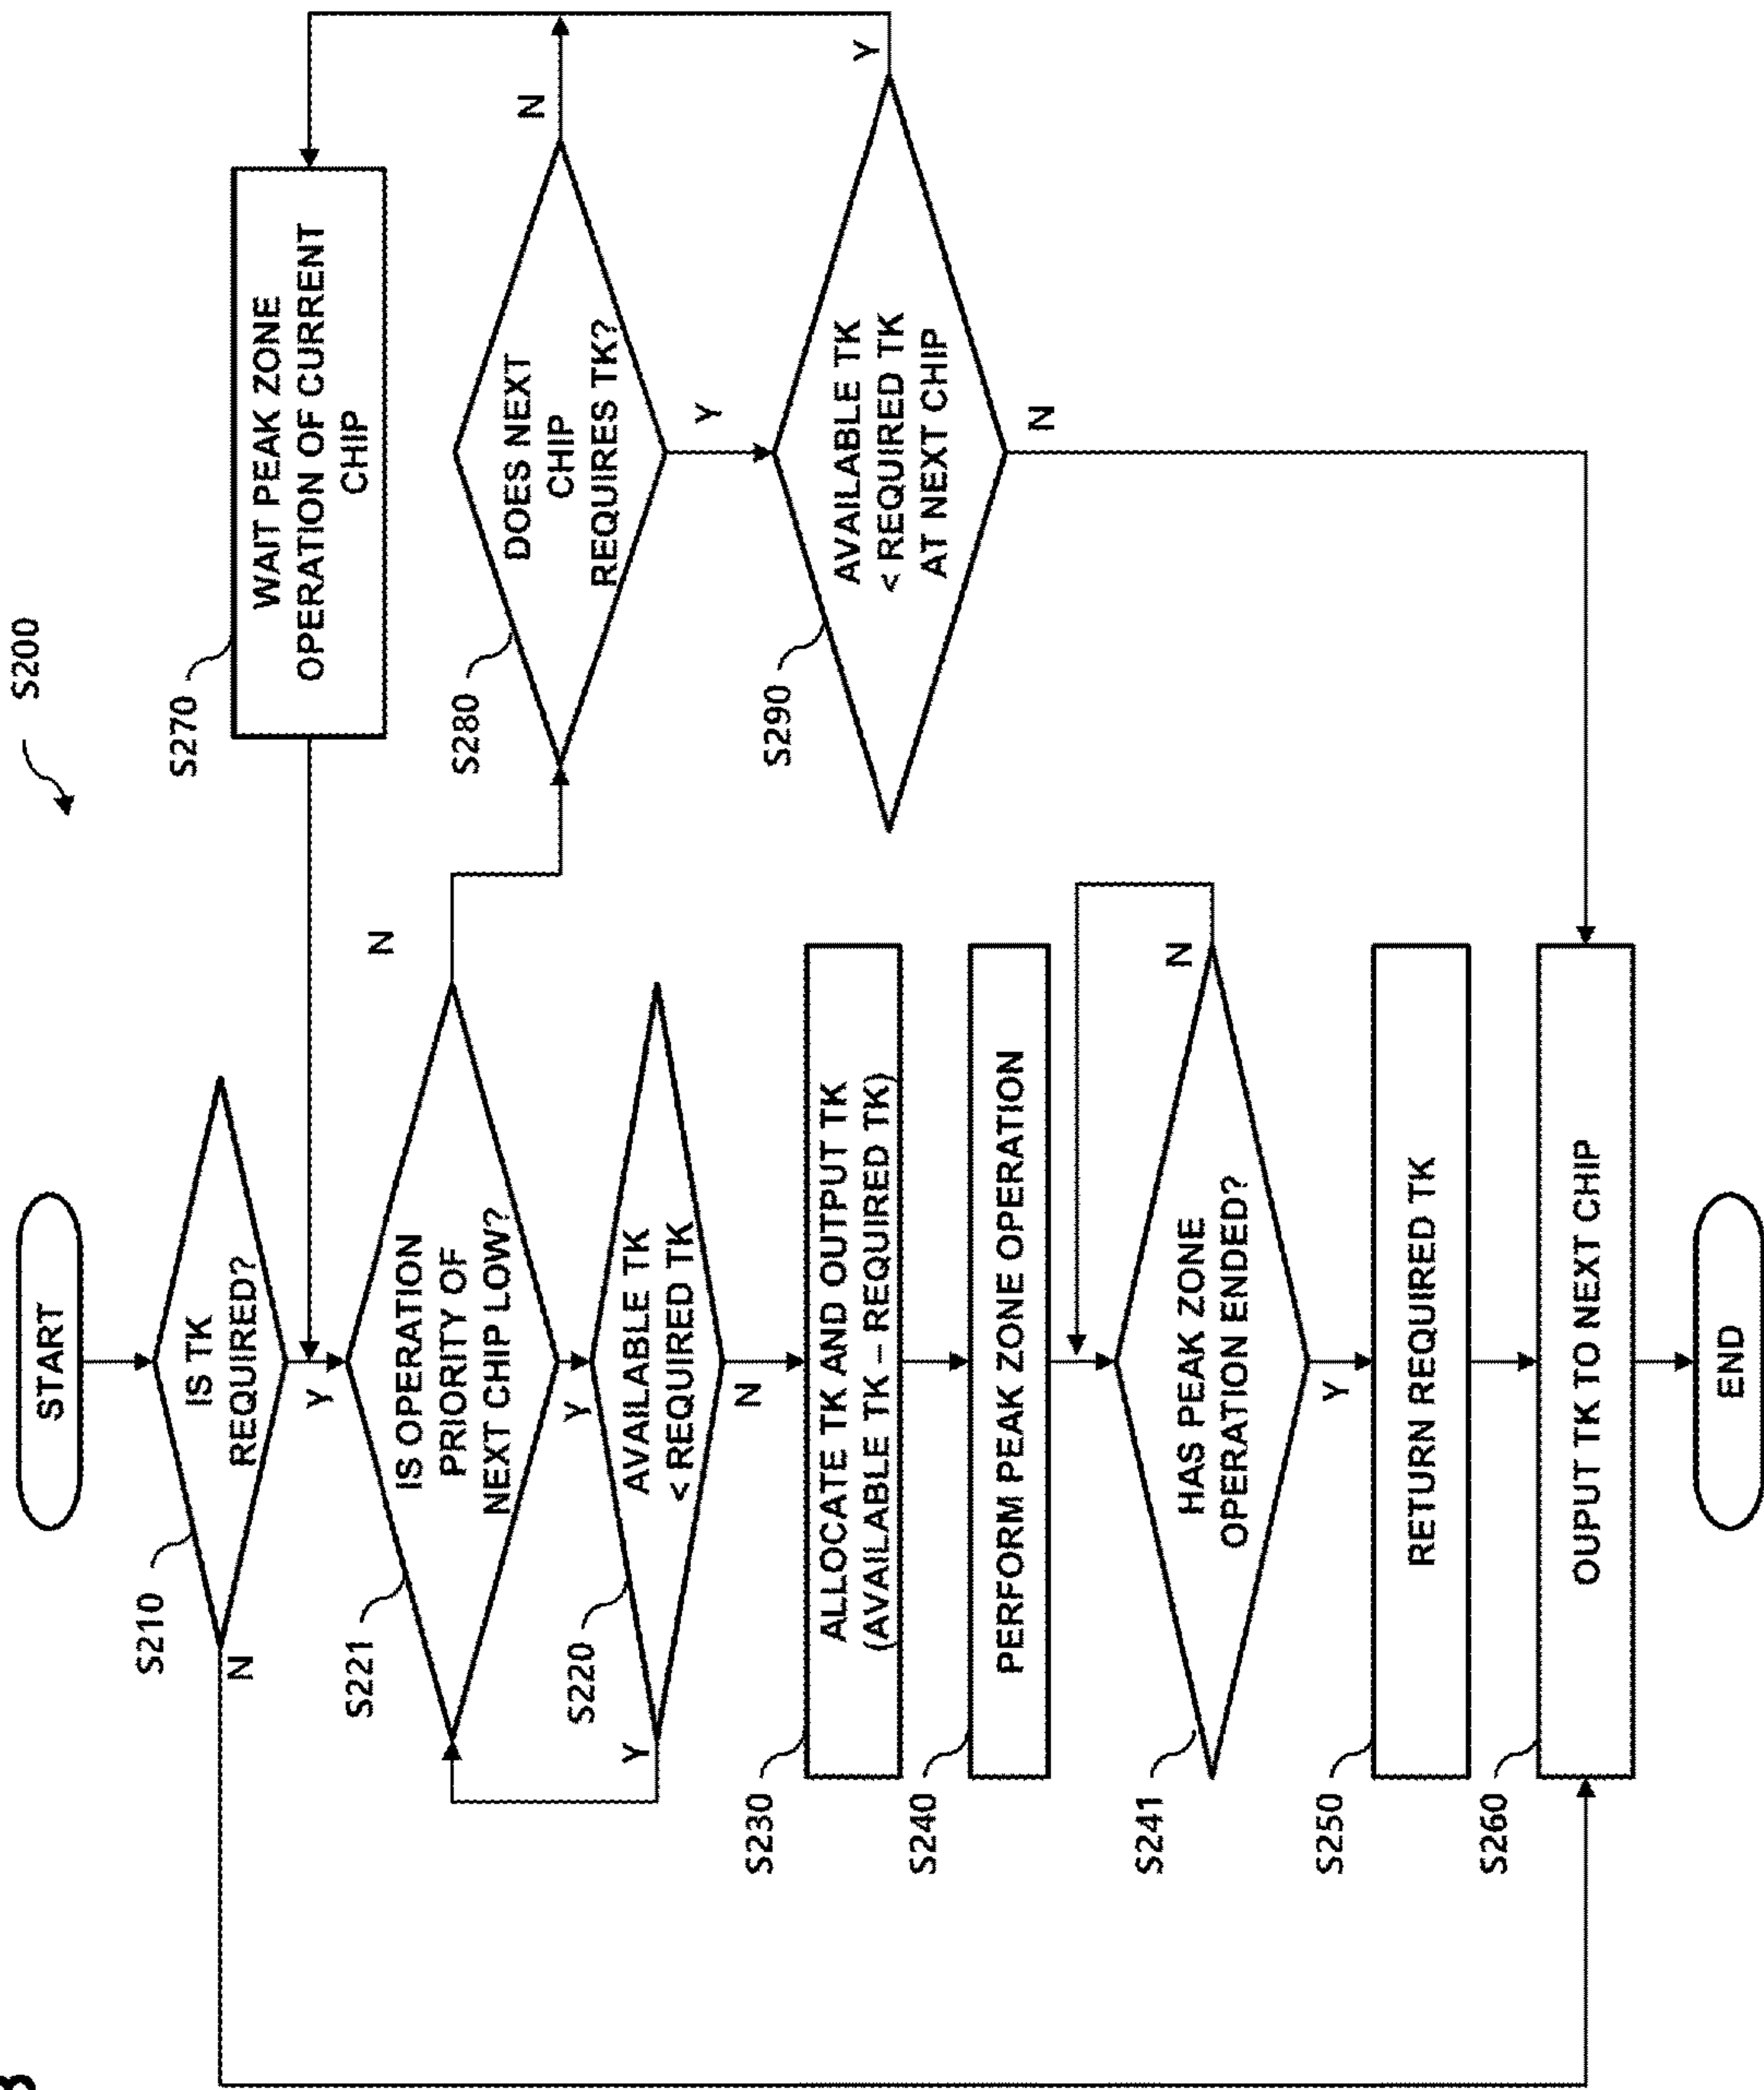 S200
START
S210
IS TK
REQUIRED?
N
Y
S221
IS OPERATION
PRIORITY OF
NEXT CHIP LOW?
N
Y
S220
AVAILABLE TK
< REQUIRED TK
Y
N
S230
ALLOCATE TK AND OUTPUT TK
(AVAILABLE TK – REQUIRED TK)
S240
PERFORM PEAK ZONE OPERATION
S241
HAS PEAK ZONE
OPERATION ENDED?
N
Y
S250
RETURN REQUIRED TK
S260
OUPUT TK TO NEXT CHIP
END
S270
WAIT PEAK ZONE
OPERATION OF CURRENT
CHIP
S280
DOES NEXT
CHIP
REQUIRES TK?
N
Y
S290
AVAILABLE TK
< REQUIRED TK
AT NEXT CHIP
Y
N